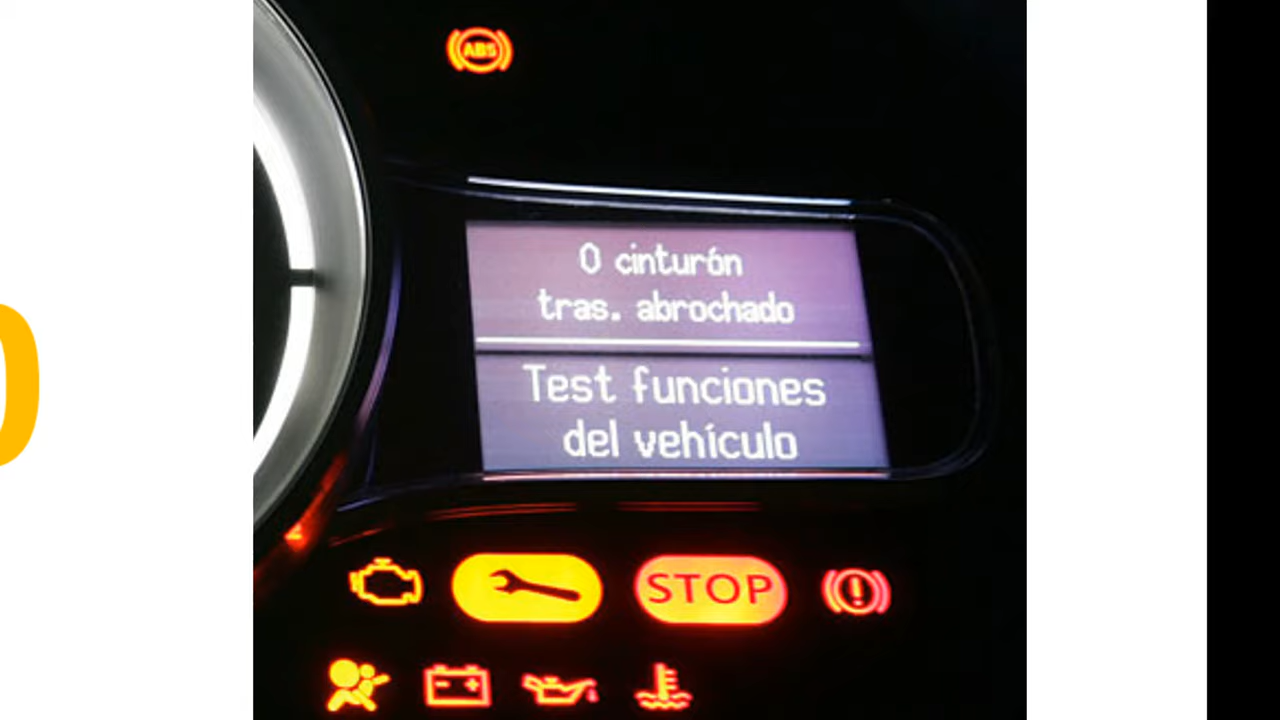 ABS
0 cinturón
tras. abrochado
Test funciones
del vehículo
STOP